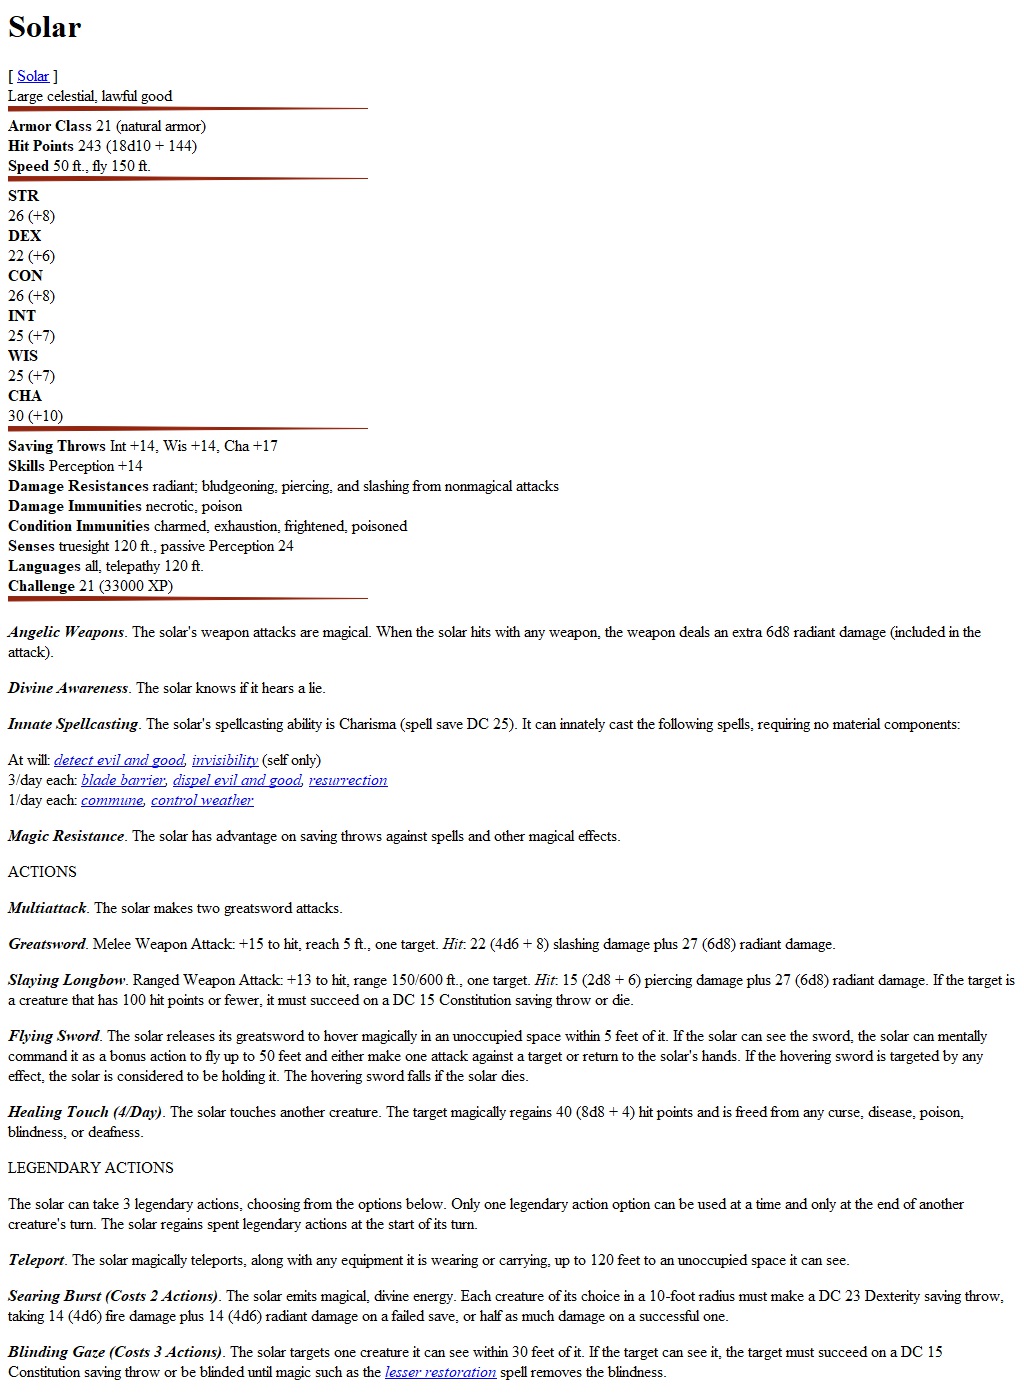 Solar
[ Solar ]
Large celestial, lawful good
Armor Class 21 (natural armor)
Hit Points 243 (18d10 + 144)
Speed 50 ft., fly 150 ft.
STR
26 (+8)
DEX
22 (+6)
CON
26 (+8)
INT
25 (+7)
WIS
25 (+7)
CHA
30 (+10)
Saving Throws Int +14, Wis +14, Cha +17
Skills Perception +14
Damage Resistances radiant; bludgeoning, piercing, and slashing from nonmagical attacks
Damage Immunities necrotic, poison
Condition Immunities charmed, exhaustion, frightened, poisoned
Senses truesight 120 ft., passive Perception 24
Languages all, telepathy 120 ft.
Challenge 21 (33000 XP)
Angelic Weapons. The solar's weapon attacks are magical. When the solar hits with any weapon, the weapon deals an extra 6d8 radiant damage (included in the
attack).
Divine Awareness. The solar knows if it hears a lie.
Innate Spellcasting. The solar's spellcasting ability is Charisma (spell save DC 25). It can innately cast the following spells, requiring no material components:
At will: detect evil and good, invisibility (self only)
3/day each: blade barrier, dispel evil and good, resurrection
1/day each: commune, control weather
Magic Resistance. The solar has advantage on saving throws against spells and other magical effects.
ACTIONS
Multiattack. The solar makes two greatsword attacks.
Greatsword. Melee Weapon Attack: +15 to hit, reach 5 ft., one target. Hit: 22 (4d6 + 8) slashing damage plus 27 (6d8) radiant damage.
Slaying Longbow. Ranged Weapon Attack: +13 to hit, range 150/600 ft., one target. Hit: 15 (2d8 + 6) piercing damage plus 27 (6d8) radiant damage. If the target is
a creature that has 100 hit points or fewer, it must succeed on a DC 15 Constitution saving throw or die.
Flying Sword. The solar releases its greatsword to hover magically in an unoccupied space within 5 feet of it. If the solar can see the sword, the solar can mentally
command it as a bonus action to fly up to 50 feet and either make one attack against a target or return to the solar's hands. If the hovering sword is targeted by any
effect, the solar is considered to be holding it. The hovering sword falls if the solar dies.
Healing Touch (4/Day). The solar touches another creature. The target magically regains 40 (8d8 + 4) hit points and is freed from any curse, disease, poison,
blindness, or deafness.
LEGENDARY ACTIONS
The solar can take 3 legendary actions, choosing from the options below. Only one legendary action option can be used at a time and only at the end of another
creature's turn. The solar regains spent legendary actions at the start of its turn.
Teleport. The solar magically teleports, along with any equipment it is wearing or carrying, up to 120 feet to an unoccupied space it can see.
Searing Burst (Costs 2 Actions). The solar emits magical, divine energy. Each creature of its choice in a 10-foot radius must make a DC 23 Dexterity saving throw,
taking 14 (4d6) fire damage plus 14 (4d6) radiant damage on a failed save, or half as much damage on a successful one.
Blinding Gaze (Costs 3 Actions). The solar targets one creature it can see within 30 feet of it. If the target can see it, the target must succeed on a DC 15
Constitution saving throw or be blinded until magic such as the lesser restoration spell removes the blindness.